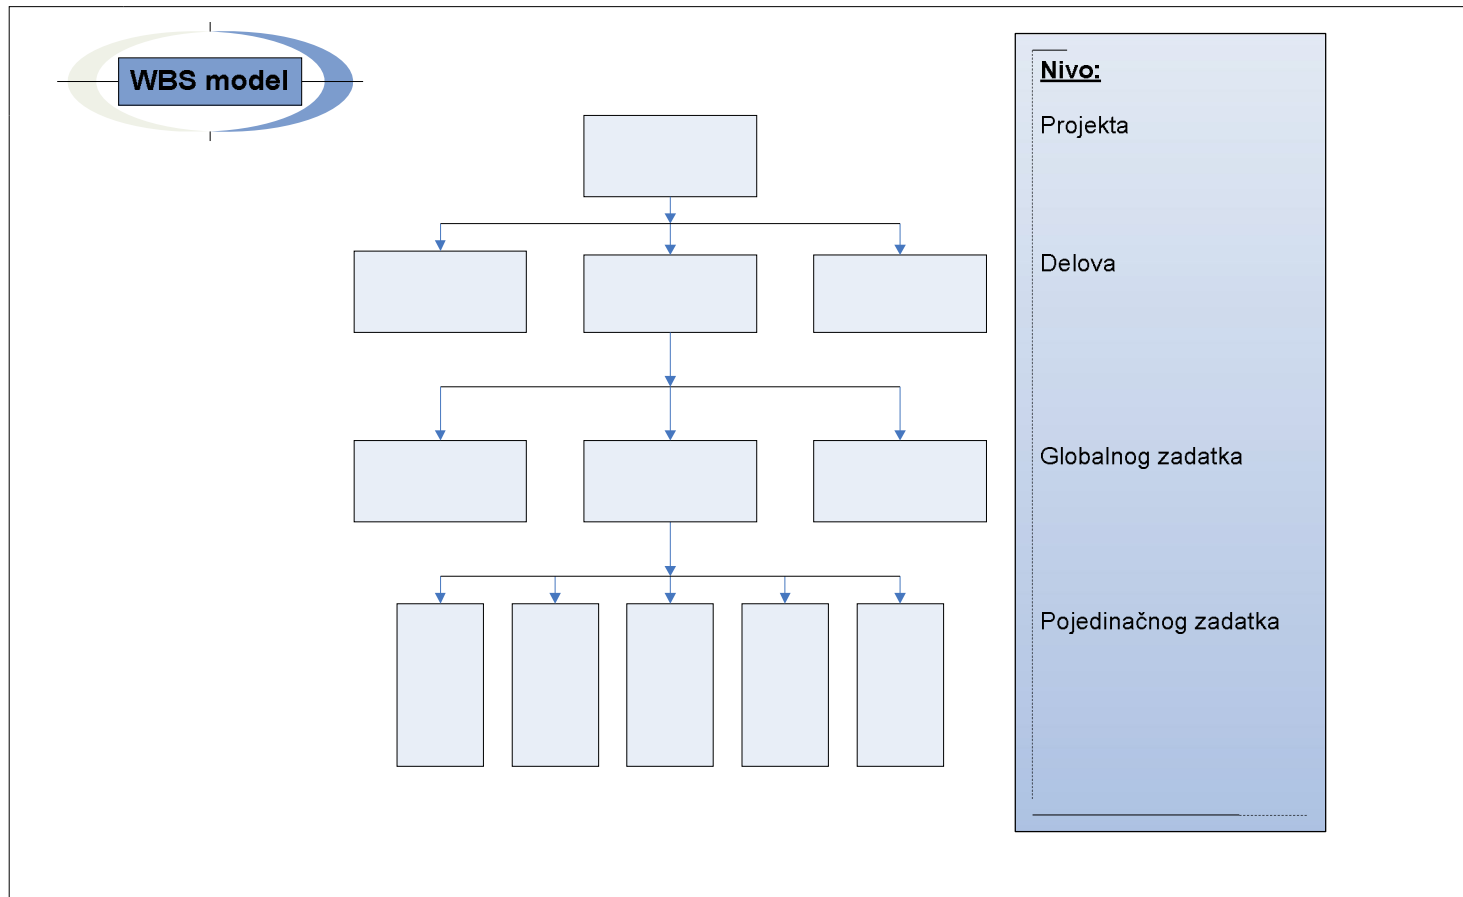 WBS model
Nivo:
Projekta
Delova
Globalnog zadatka
Pojedinačnog zadatka